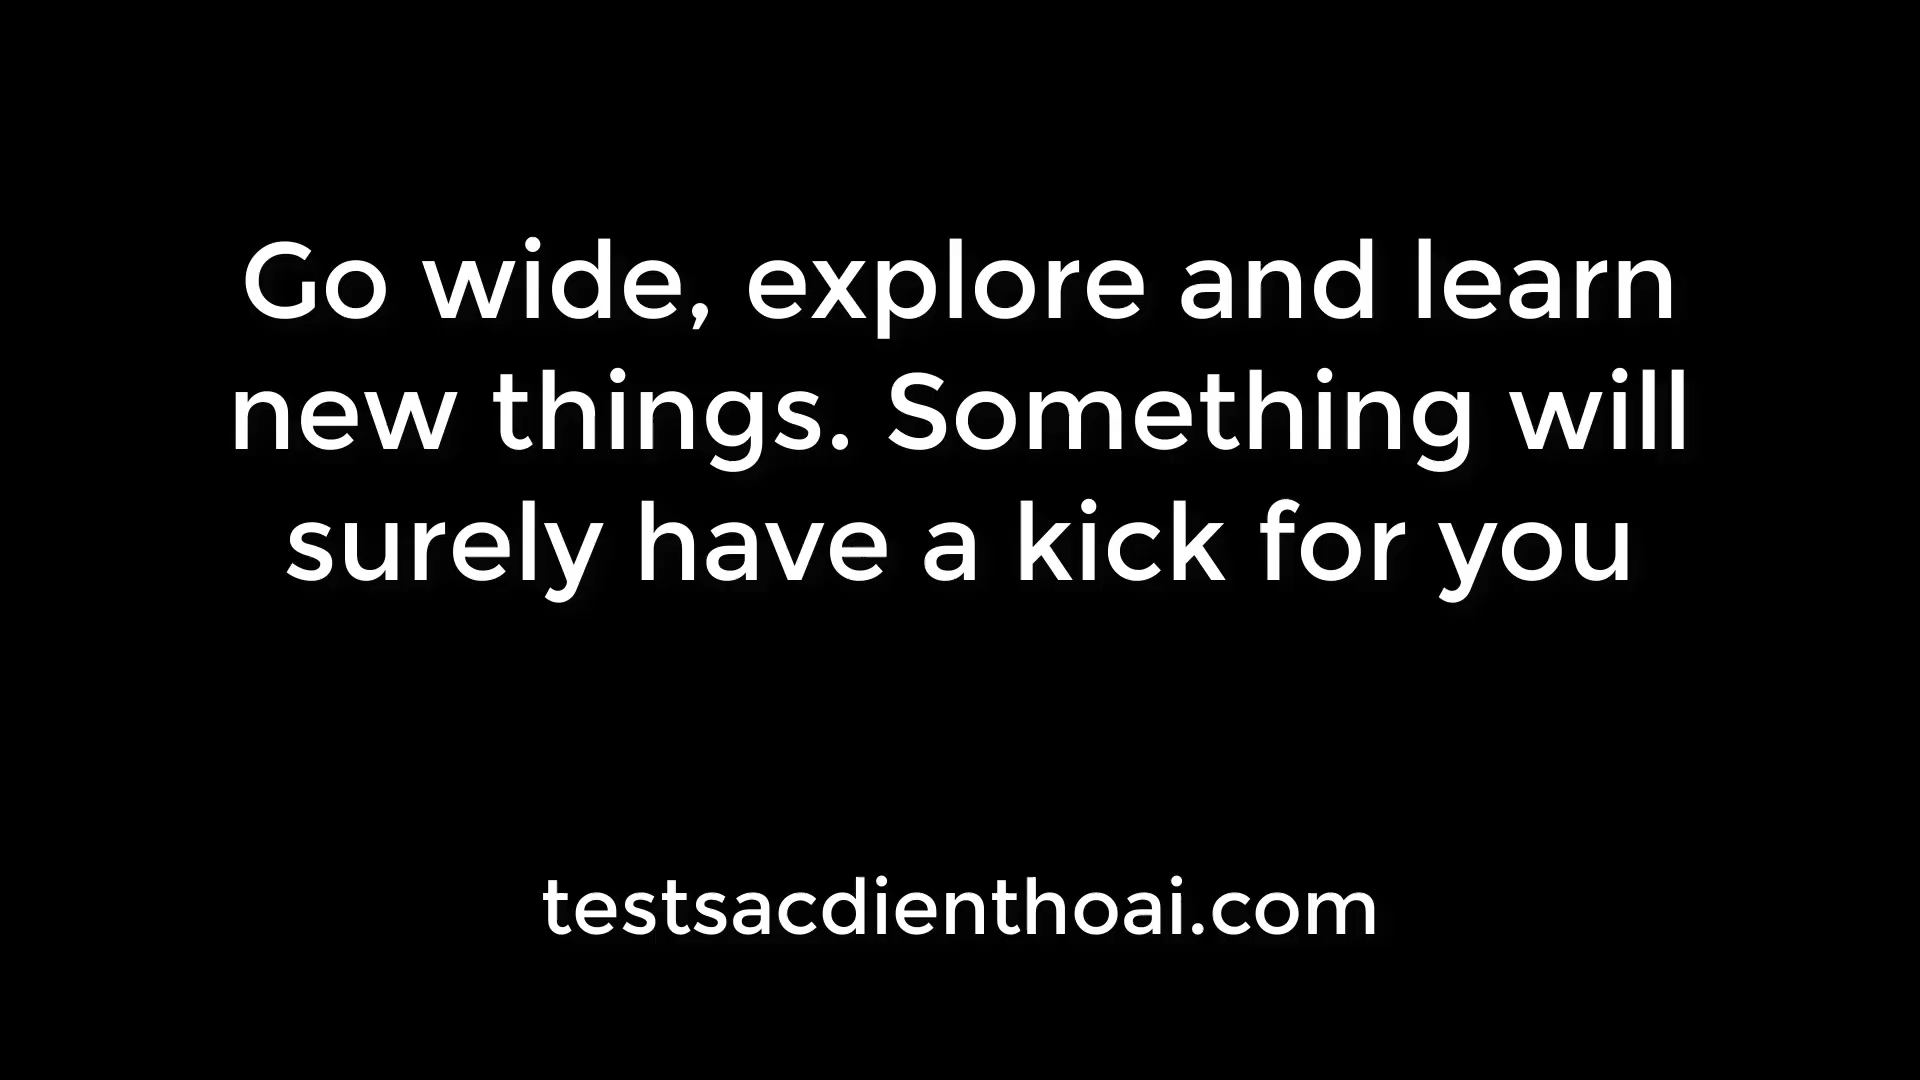 Go wide, explore and learn
new things. Something will
surely have a kick for you
testsacdienthoai.com